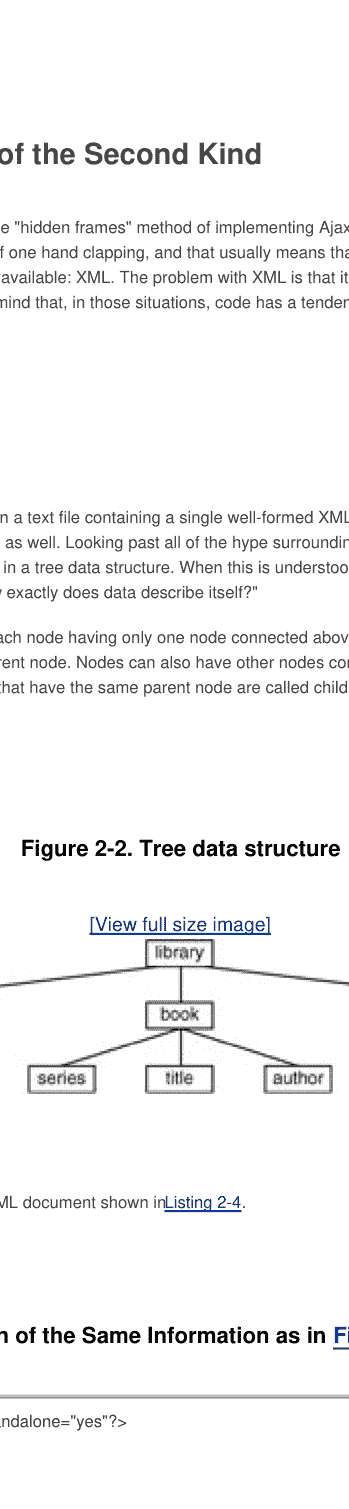 of the Second Kind
e "hidden frames" method of implementing Ajax
f one hand clapping, and that usually means tha
available: XML. The problem with XML is that it
mind that, in those situations, code has a tenden
n a text file containing a single well-formed XML
as well. Looking past all of the hype surroundin
in a tree data structure. When this is understoo
y exactly does data describe itself?"
ach node having only one node connected abov
rent node. Nodes can also have other nodes con
that have the same parent node are called child
Figure 2-2. Tree data structure
[View full size image]
library
book
series title author
ML document shown inListing 2-4.
n of the Same Information as in Fi
andalone="yes"?>